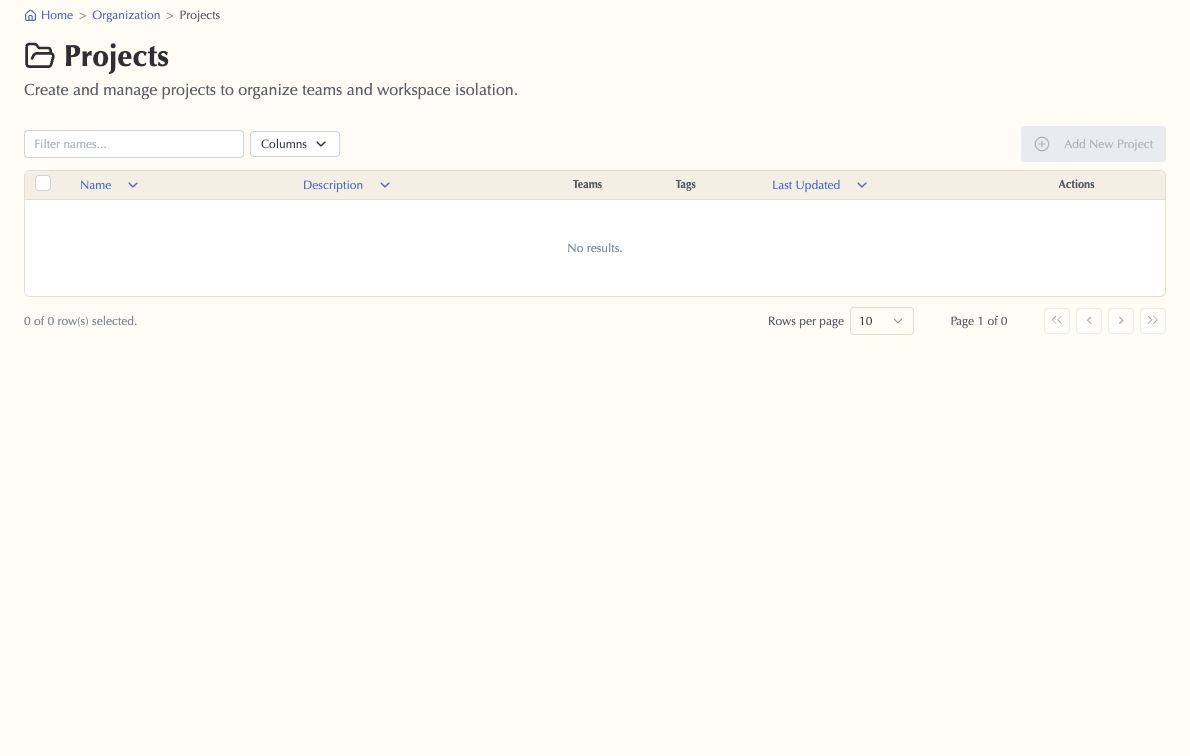 Home > Organization > Projects
Projects
Create and manage projects to organize teams and workspace isolation.
Filter names... Columns Add New Project
Name Description Teams Tags Last Updated Actions
No results.
0 of 0 row(s) selected. Rows per page 10 Page 1 of 0